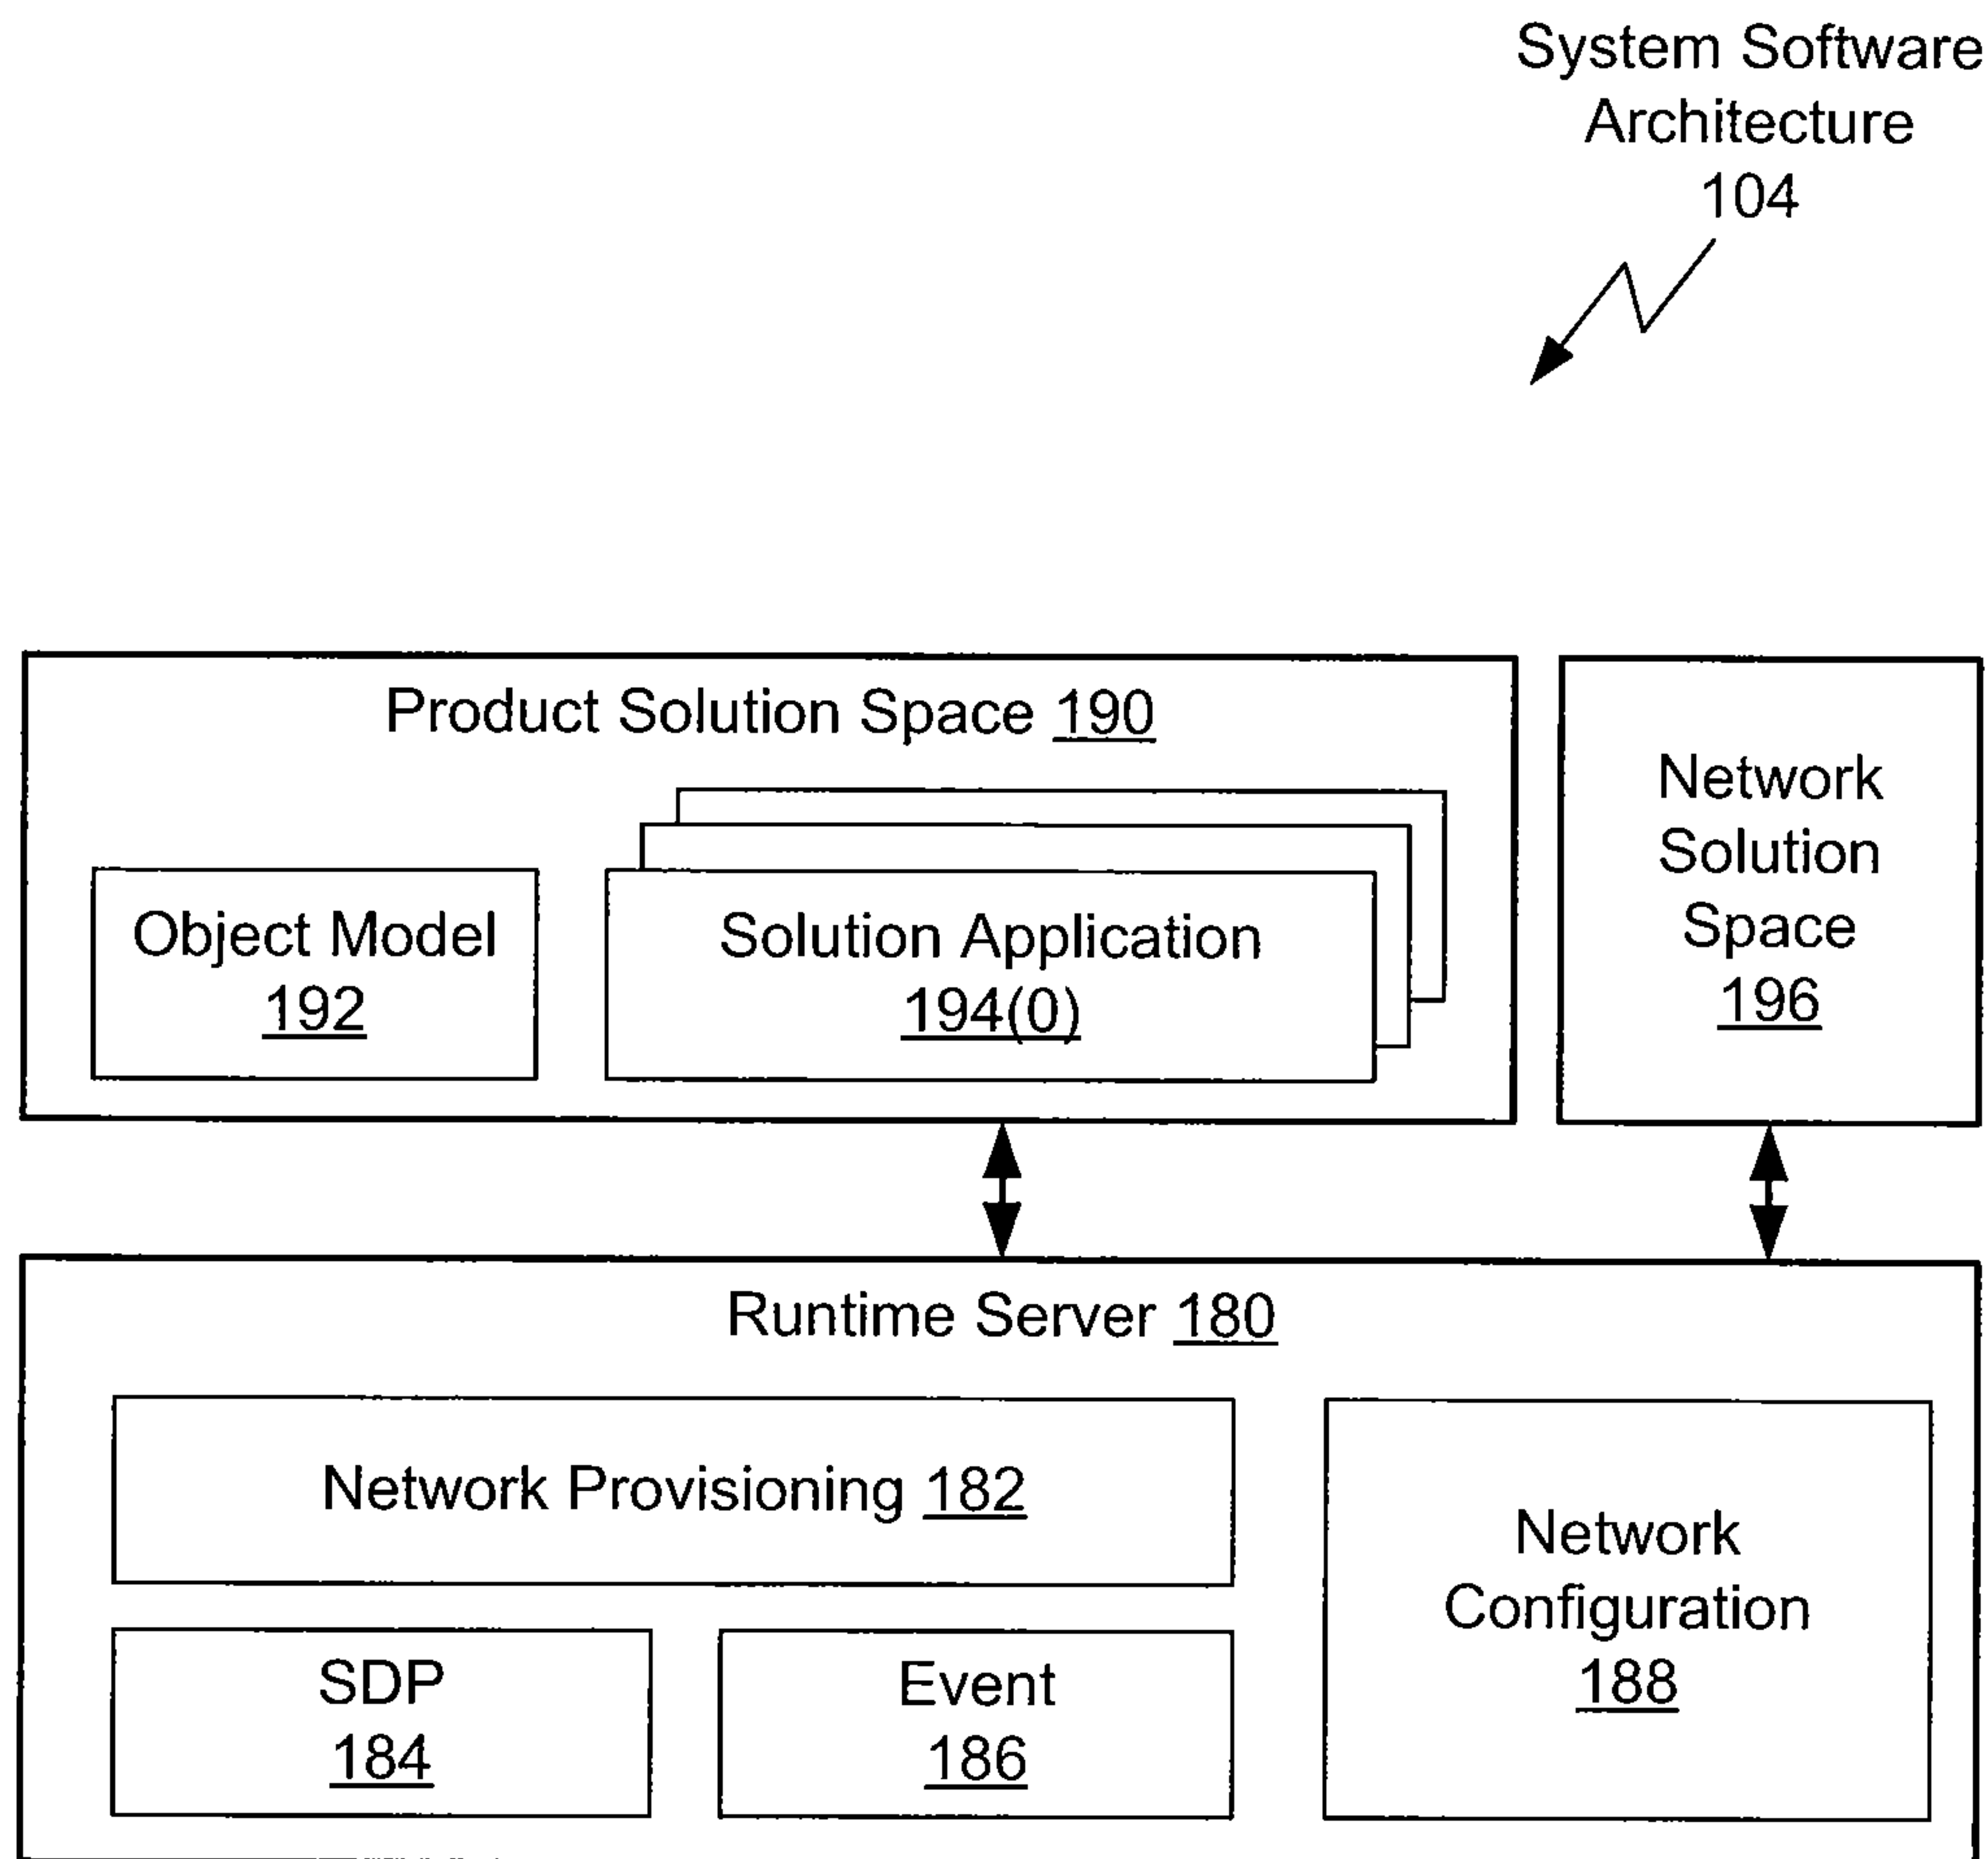 System Software
Architecture
104
Product Solution Space 190
Object Model
192
Solution Application
194(0)
Network
Solution
Space
196
Runtime Server 180
Network Provisioning 182
SDP
184
Event
186
Network
Configuration
188